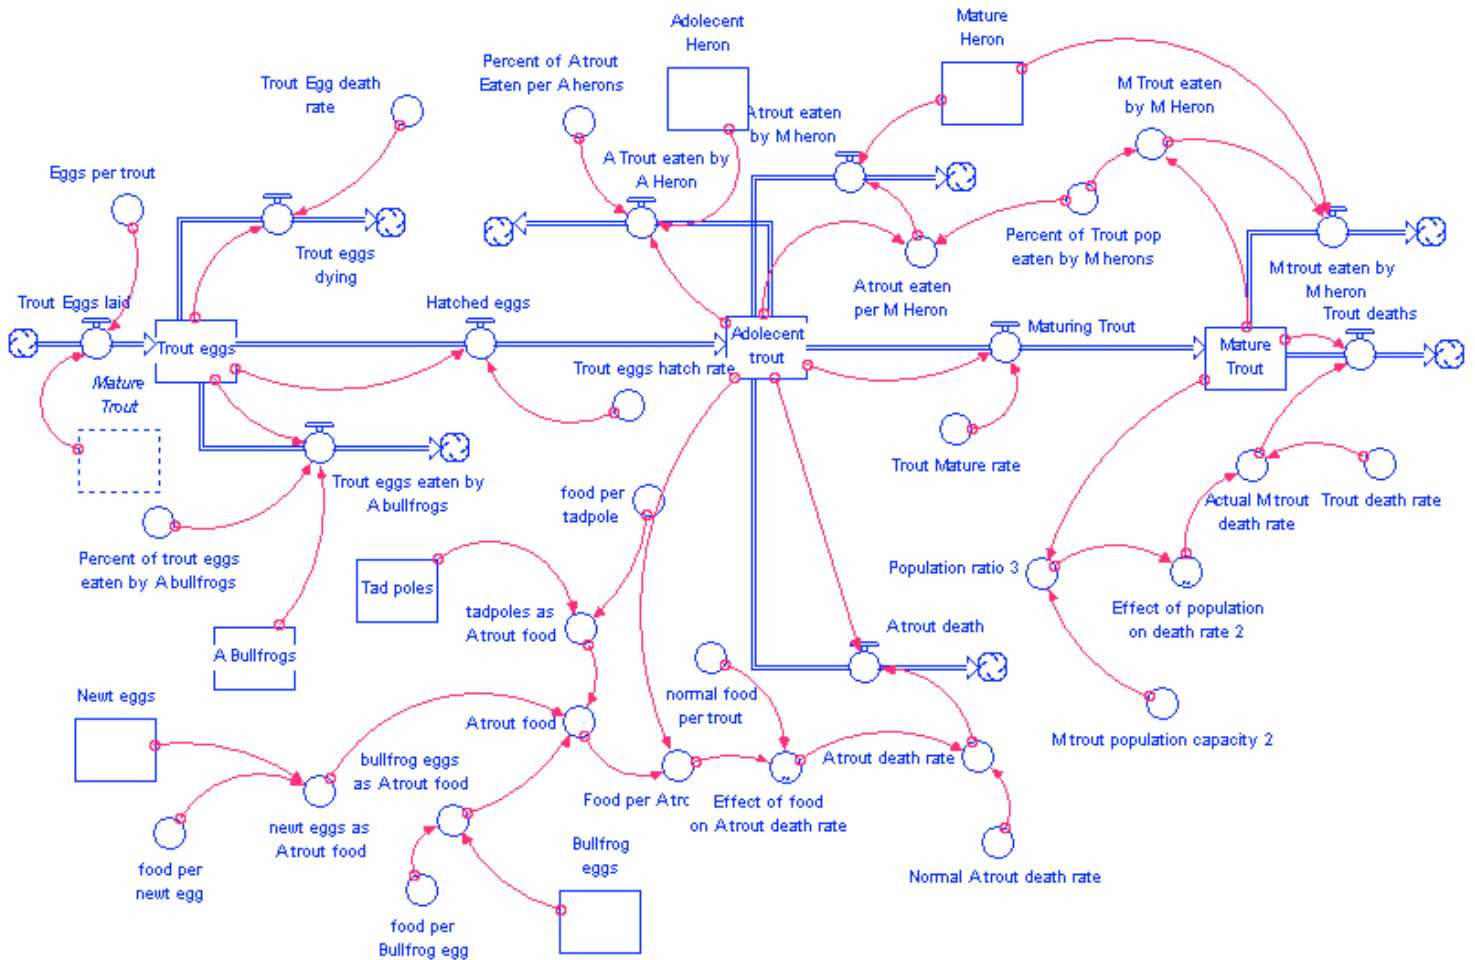 Adolecent
Heron
Mature
Heron
Percent of Atrout
Eaten per Aherons
Trout Egg death
rate
M Trout eaten
by M Heron
Atrout eaten
by Mheron
A Trout eaten by
A Heron
Eggs per trout
Percent of Trout pop
eaten by Mherons
Trout eggs
dying
Mtrout eaten by
Mheron
Atrout eaten
per M Heron
Trout Eggs laid
Hatched eggs
Trout deaths
Maturing Trout
Adolecent
trout
Trout eggs
Mature
Trout
Trout eggs hatch rate
Mature
Trout
Trout Mature rate
Trout eggs eaten by
Abullfrogs
food per
tadpole
Actual Mtrout
death rate
Trout death rate
Percent of trout eggs
eaten by Abullfrogs
Population ratio 3
Tad poles
tadpoles as
Atrout food
Effect of population
on death rate 2
Atrout death
A Bullfrogs
Newt eggs
normal food
per trout
Atrout food
Mtrout population capacity 2
bullfrog eggs
as Atrout food
Atrout death rate
Food per Atrc
Effect of food
on Atrout death rate
newt eggs as
Atrout food
Bullfrog
eggs
food per
newt egg
Normal Atrout death rate
food per
Bullfrog egg